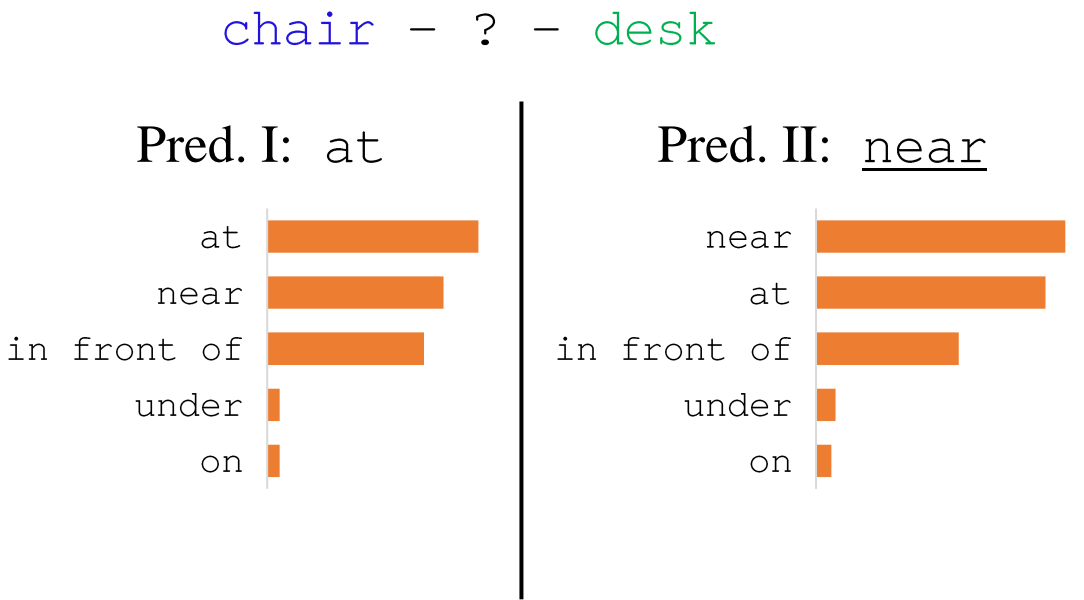 chair – ? – desk
Pred. I: at
at
near
in front of
under
on
Pred. II: near
near
at
in front of
under
on